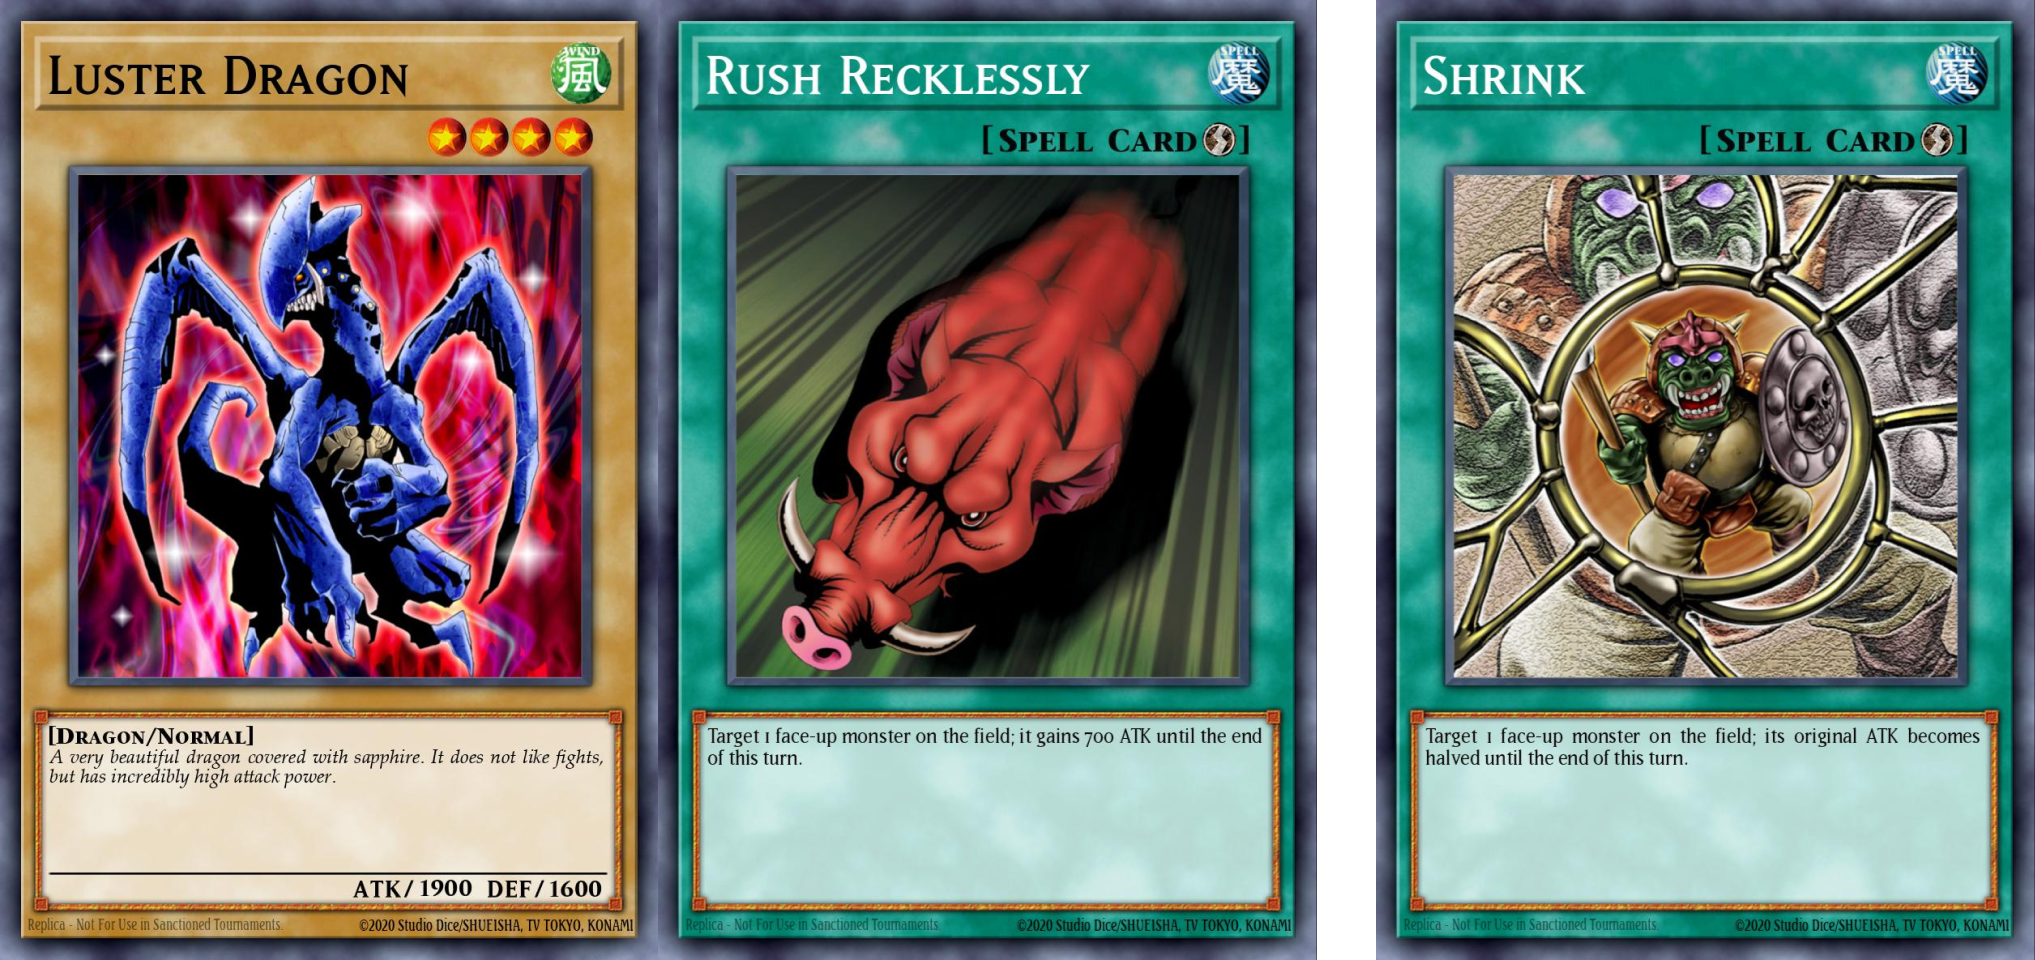 LUSTER DRAGON
WIND
風
[DRAGON/NORMAL]
A very beautiful dragon covered with sapphire. It does not like fights,
but has incredibly high attack power.
ATK/1900 DEF/1600
Replica - Not For Use in Sanctioned Tournaments.
©2020 Studio Dice/SHUEISHA, TV TOKYO, KONAMI
RUSH RECKLESSLY
SPELL
魔
[SPELL CARD]
Target 1 face-up monster on the field; it gains 700 ATK until the end
of this turn.
Replica - Not For Use in Sanctioned Tournaments.
©2020 Studio Dice/SHUEISHA, TV TOKYO, KONAMI
SHRINK
SPELL
魔
[SPELL CARD]
Target 1 face-up monster on the field; its original ATK becomes
halved until the end of this turn.
Replica - Not For Use in Sanctioned Tournaments.
©2020 Studio Dice/SHUEISHA, TV TOKYO, KONAMI